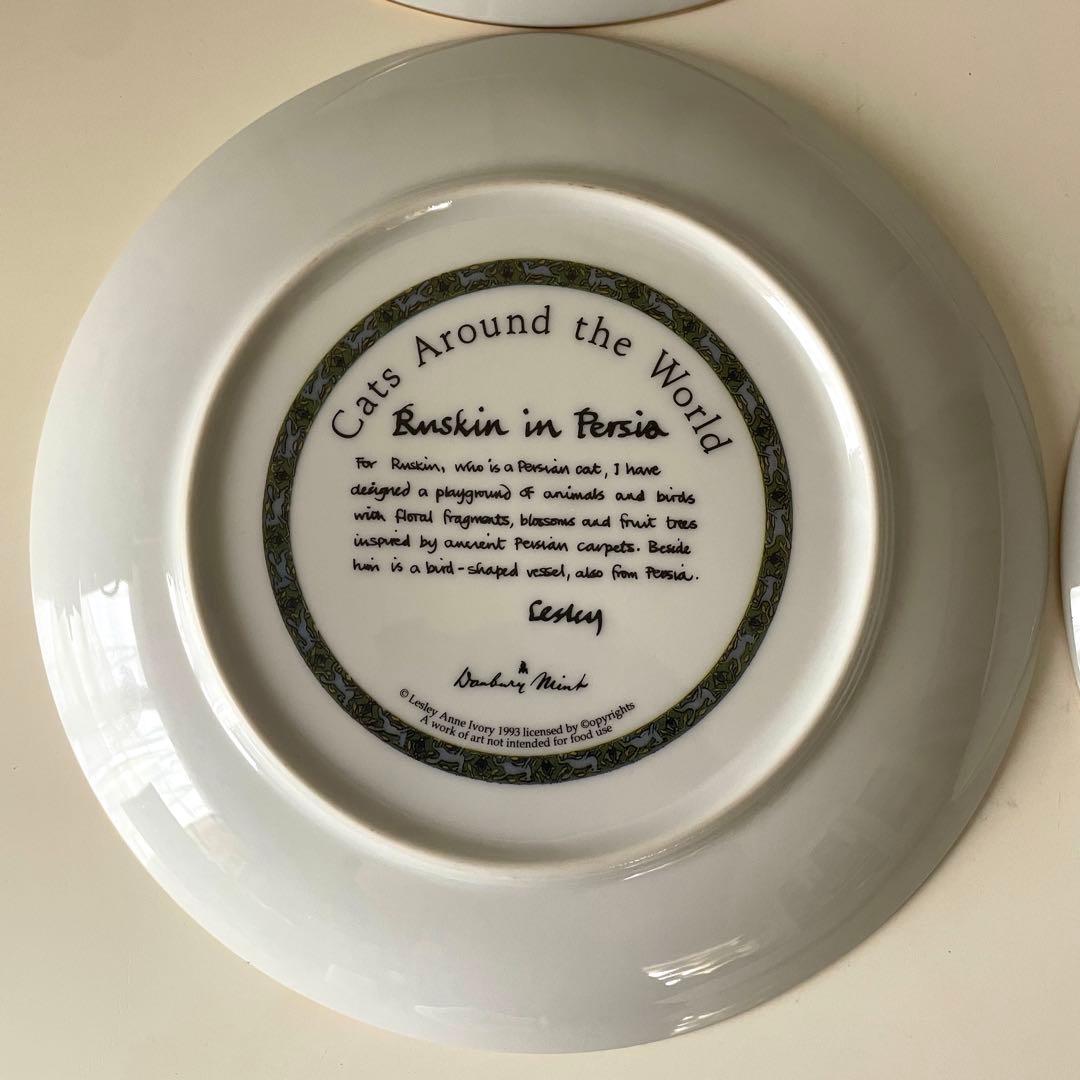 Cats Around the World
Ruskin in Persia
For Ruskin, who is a Persian cat, I have
designed a playground of animals and birds
with floral fragments, blossoms and fruit trees
inspired by ancient Persian carpets. Beside
him is a bird-shaped vessel, also from Persia.
Lesley
Danbury Mint
© Lesley Anne Ivory 1993 licensed by ©opyrights
A work of art not intended for food use